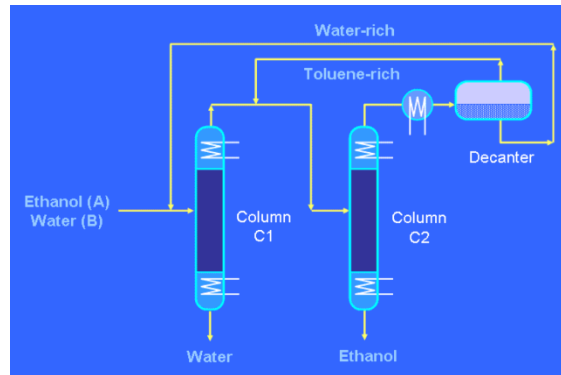 Water-rich
Toluene-rich
Decanter
Ethanol (A)
Water (B)
Column
C1
Column
C2
Water
Ethanol